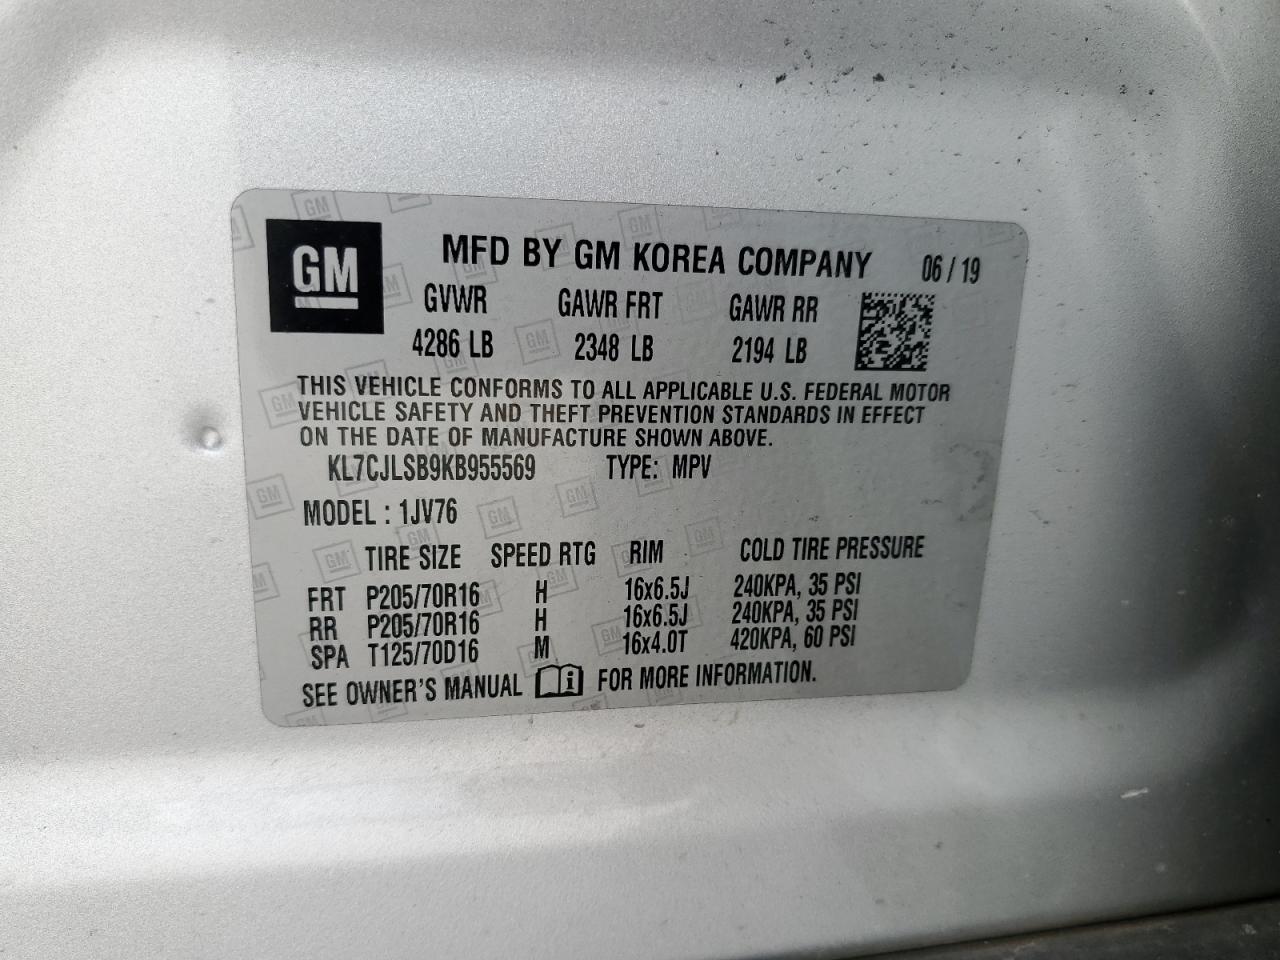 GM MFD BY GM KOREA COMPANY 06 / 19
GVWR GAWR FRT GAWR RR
4286 LB 2348 LB 2194 LB
THIS VEHICLE CONFORMS TO ALL APPLICABLE U.S. FEDERAL MOTOR
VEHICLE SAFETY AND THEFT PREVENTION STANDARDS IN EFFECT
ON THE DATE OF MANUFACTURE SHOWN ABOVE.
KL7CJLSB9KB955569 TYPE: MPV
MODEL : 1JV76
TIRE SIZE SPEED RTG RIM COLD TIRE PRESSURE
FRT P205/70R16 H 16x6.5J 240KPA, 35 PSI
RR P205/70R16 H 16x6.5J 240KPA, 35 PSI
SPA T125/70D16 M 16x4.0T 420KPA, 60 PSI
SEE OWNER'S MANUAL i FOR MORE INFORMATION.